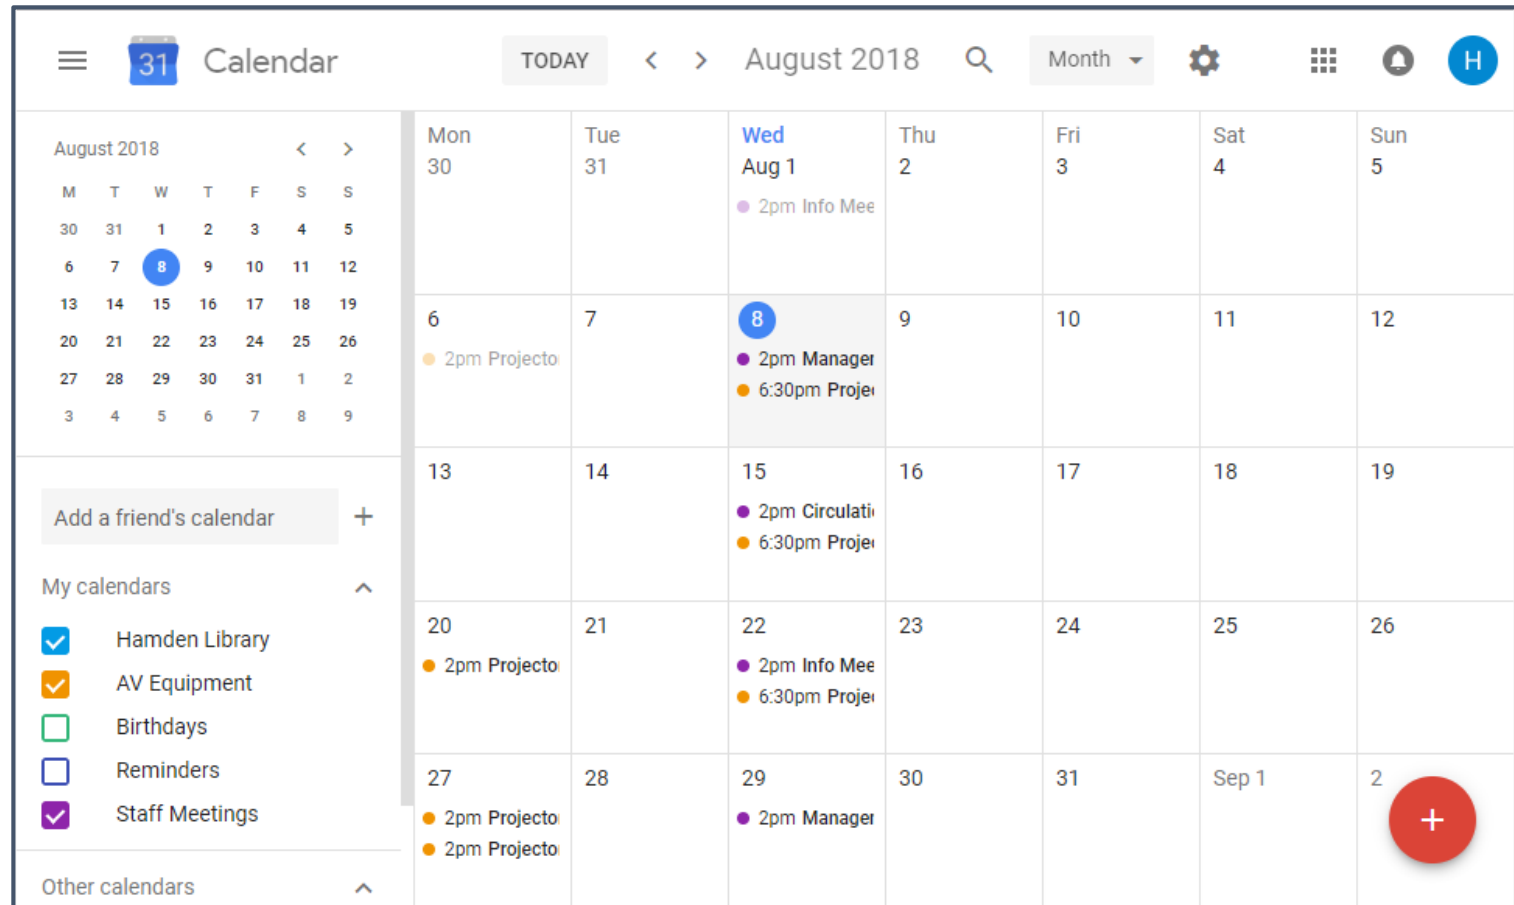 31 Calendar TODAY August 2018 Month H
August 2018
M T W T F S S
30 31 1 2 3 4 5
6 7 8 9 10 11 12
13 14 15 16 17 18 19
20 21 22 23 24 25 26
27 28 29 30 31 1 2
3 4 5 6 7 8 9
Add a friend's calendar +
My calendars
Hamden Library
AV Equipment
Birthdays
Reminders
Staff Meetings
Other calendars
Mon Tue Wed Thu Fri Sat Sun
30 31 Aug 1 2 3 4 5
2pm Info Mee
6 7 8 9 10 11 12
2pm Projecto 2pm Manager
6:30pm Projec
13 14 15 16 17 18 19
2pm Circulati
6:30pm Projec
20 21 22 23 24 25 26
2pm Projecto 2pm Info Mee
6:30pm Projec
27 28 29 30 31 Sep 1 2
2pm Projecto 2pm Manager
2pm Projecto
+